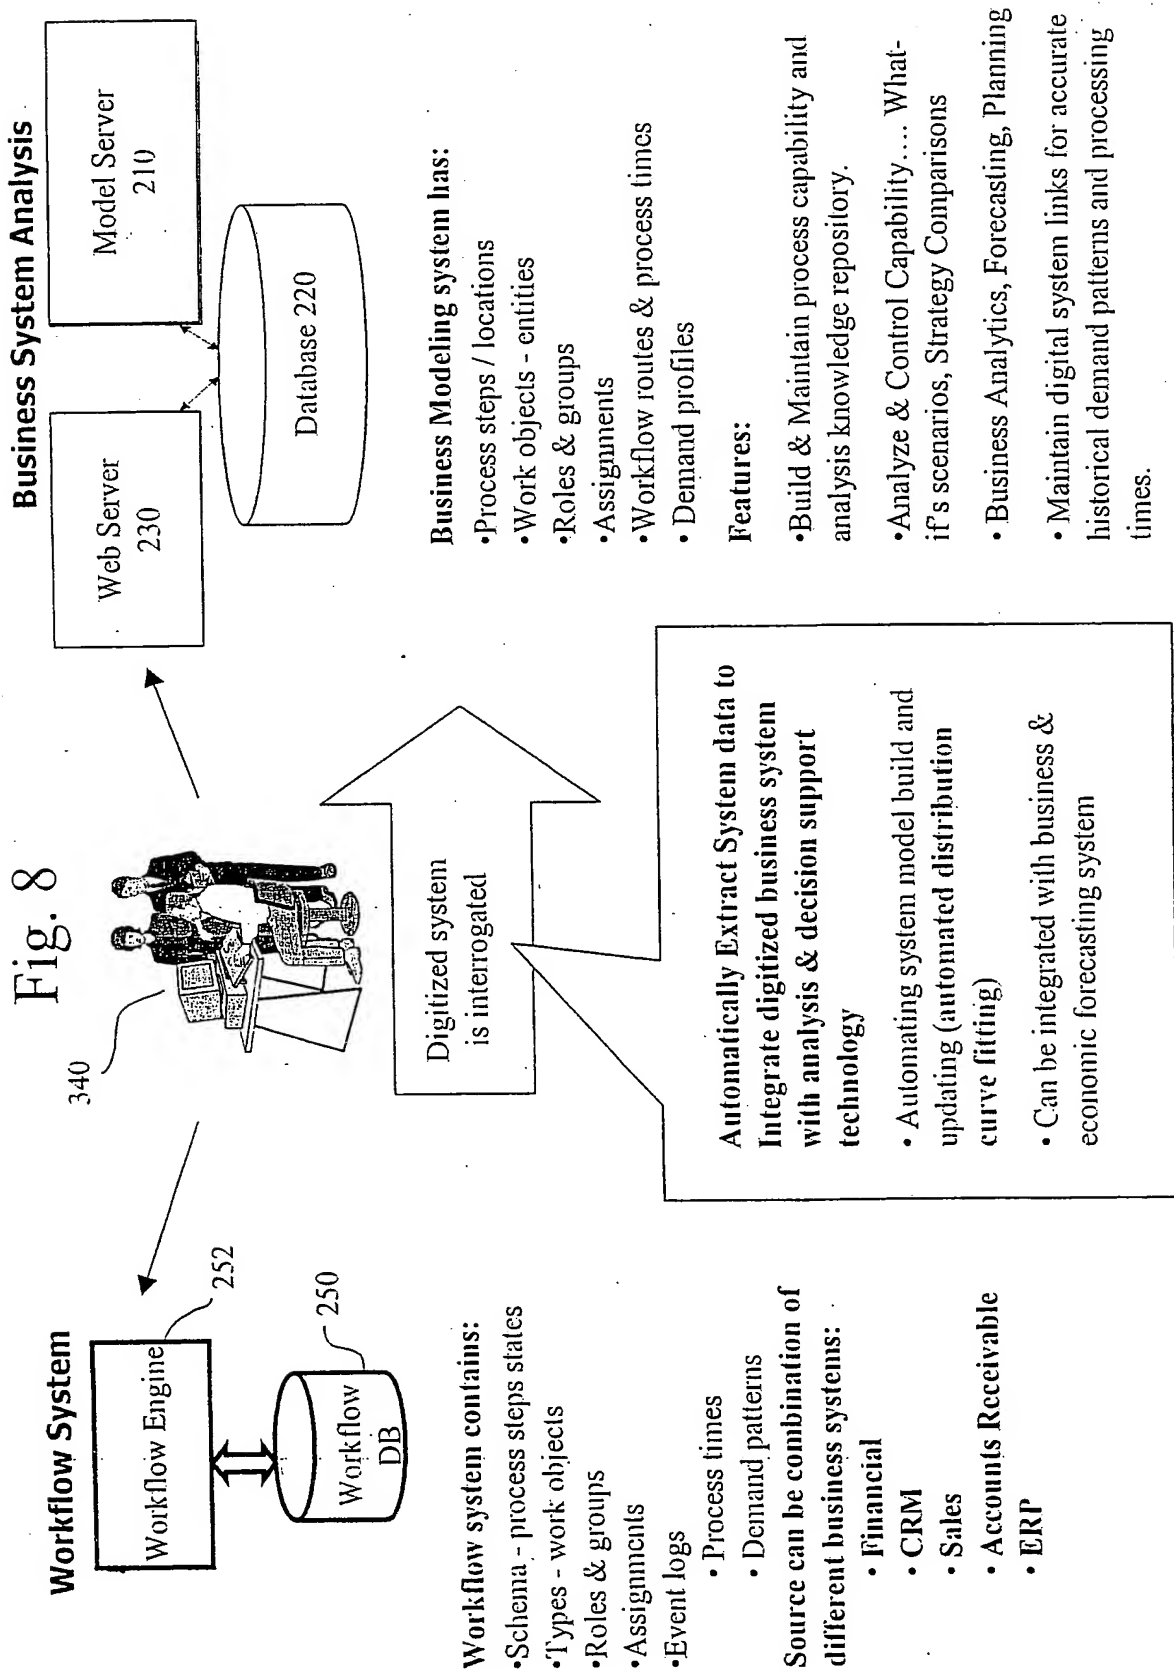 Fig. 8
Workflow System
Workflow Engine
252
Workflow
DB
250
Workflow system contains:
•Schema - process steps states
•Types - work objects
•Roles & groups
•Assignments
•Event logs
• Process times
• Demand patterns
Source can be combination of
different business systems:
• Financial
• CRM
• Sales
• Accounts Receivable
• ERP
340
Digitized system
is interrogated
Automatically Extract System data to
Integrate digitized business system
with analysis & decision support
technology
• Automating system model build and
updating (automated distribution
curve fitting)
• Can be integrated with business &
economic forecasting system
Business System Analysis
Web Server
230
Model Server
210
Database 220
Business Modeling system has:
•Process steps / locations
•Work objects - entities
•Roles & groups
•Assignments
•Workflow routes & process times
• Demand profiles
Features:
•Build & Maintain process capability and
analysis knowledge repository.
•Analyze & Control Capability.... What-
if's scenarios, Strategy Comparisons
• Business Analytics, Forecasting, Planning
• Maintain digital system links for accurate
historical demand patterns and processing
times.